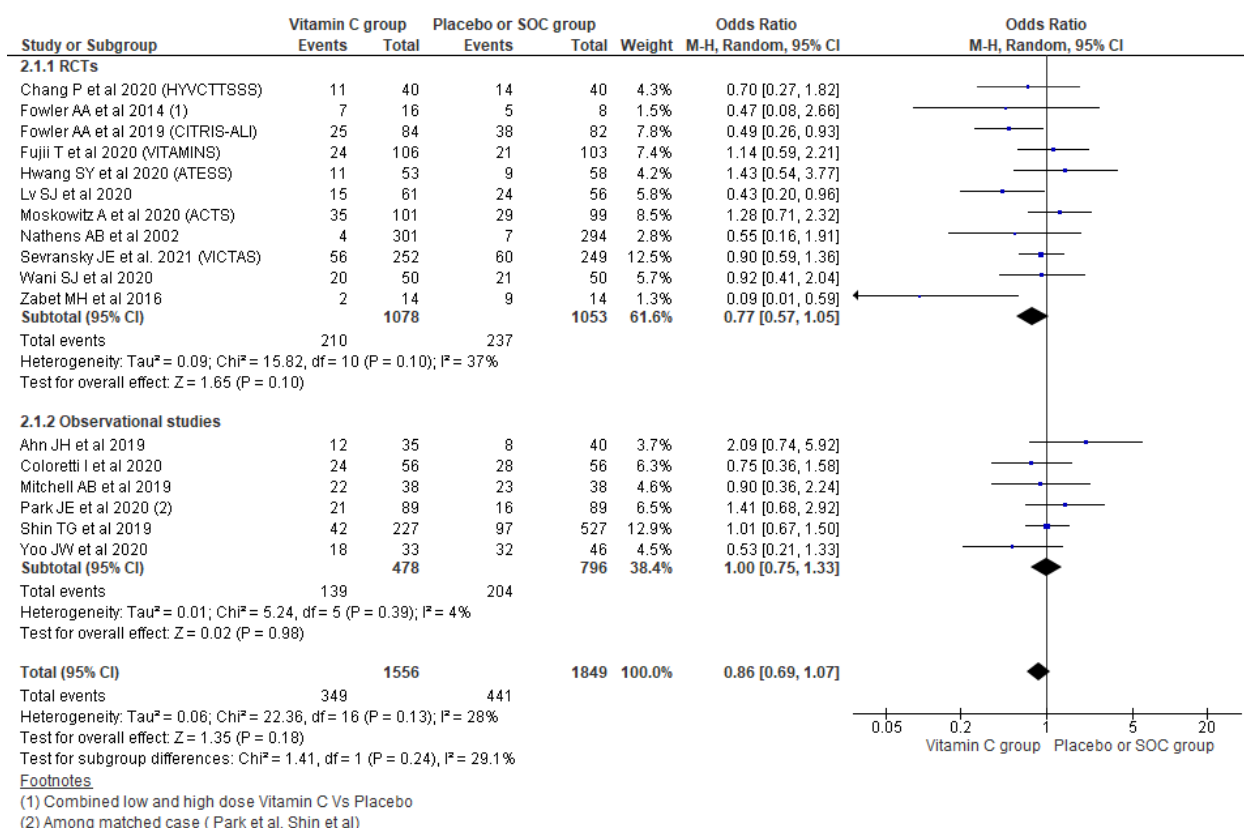 Vitamin C group Placebo or SOC group Odds Ratio Odds Ratio
Study or Subgroup Events Total Events Total Weight M-H, Random, 95% CI M-H, Random, 95% CI
2.1.1 RCTs
Chang P et al 2020 (HYVCTTSSS) 11 40 14 40 4.3% 0.70 [0.27, 1.82]
Fowler AA et al 2014 (1) 7 16 5 8 1.5% 0.47 [0.08, 2.66]
Fowler AA et al 2019 (CITRIS-ALI) 25 84 38 82 7.8% 0.49 [0.26, 0.93]
Fujii T et al 2020 (VITAMINS) 24 106 21 103 7.4% 1.14 [0.59, 2.21]
Hwang SY et al 2020 (ATESS) 11 53 9 58 4.2% 1.43 [0.54, 3.77]
Lv SJ et al 2020 15 61 24 56 5.8% 0.43 [0.20, 0.96]
Moskowitz A et al 2020 (ACTS) 35 101 29 99 8.5% 1.28 [0.71, 2.32]
Nathens AB et al 2002 4 301 7 294 2.8% 0.55 [0.16, 1.91]
Sevransky JE et al. 2021 (VICTAS) 56 252 60 249 12.5% 0.90 [0.59, 1.36]
Wani SJ et al 2020 20 50 21 50 5.7% 0.92 [0.41, 2.04]
Zabet MH et al 2016 2 14 9 14 1.3% 0.09 [0.01, 0.59]
Subtotal (95% CI) 1078 1053 61.6% 0.77 [0.57, 1.05]
Total events 210 237
Heterogeneity: Tau² = 0.09; Chi² = 15.82, df = 10 (P = 0.10); I² = 37%
Test for overall effect: Z = 1.65 (P = 0.10)
2.1.2 Observational studies
Ahn JH et al 2019 12 35 8 40 3.7% 2.09 [0.74, 5.92]
Coloretti I et al 2020 24 56 28 56 6.3% 0.75 [0.36, 1.58]
Mitchell AB et al 2019 22 38 23 38 4.6% 0.90 [0.36, 2.24]
Park JE et al 2020 (2) 21 89 16 89 6.5% 1.41 [0.68, 2.92]
Shin TG et al 2019 42 227 97 527 12.9% 1.01 [0.67, 1.50]
Yoo JW et al 2020 18 33 32 46 4.5% 0.53 [0.21, 1.33]
Subtotal (95% CI) 478 796 38.4% 1.00 [0.75, 1.33]
Total events 139 204
Heterogeneity: Tau² = 0.01; Chi² = 5.24, df = 5 (P = 0.39); I² = 4%
Test for overall effect: Z = 0.02 (P = 0.98)
Total (95% CI) 1556 1849 100.0% 0.86 [0.69, 1.07]
Total events 349 441
Heterogeneity: Tau² = 0.06; Chi² = 22.36, df = 16 (P = 0.13); I² = 28%
Test for overall effect: Z = 1.35 (P = 0.18)
Test for subgroup differences: Chi² = 1.41, df = 1 (P = 0.24), I² = 29.1%
0.05 0.2 1 5 20
Vitamin C group Placebo or SOC group
Footnotes
(1) Combined low and high dose Vitamin C Vs Placebo
(2) Among matched case ( Park et al, Shin et al)